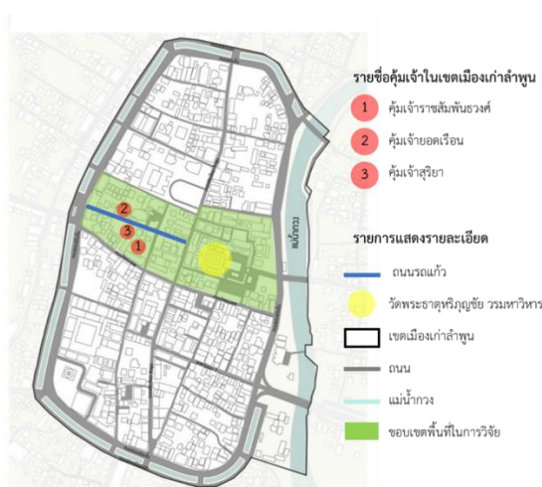 รายชื่อคุ้มเจ้าในเขตเมืองเก่าลำพูน
1 คุ้มเจ้าราชสัมพันธวงศ์
2 คุ้มเจ้ายอดเรือน
3 คุ้มเจ้าสุริยา
รายการแสดงรายละเอียด
ถนนรถแก้ว
วัดพระธาตุหริภุญชัย วรมหาวิหาร
เขตเมืองเก่าลำพูน
ถนน
แม่น้ำกวง
ขอบเขตพื้นที่ในการวิจัย
2
3
1
แม่น้ำกวง